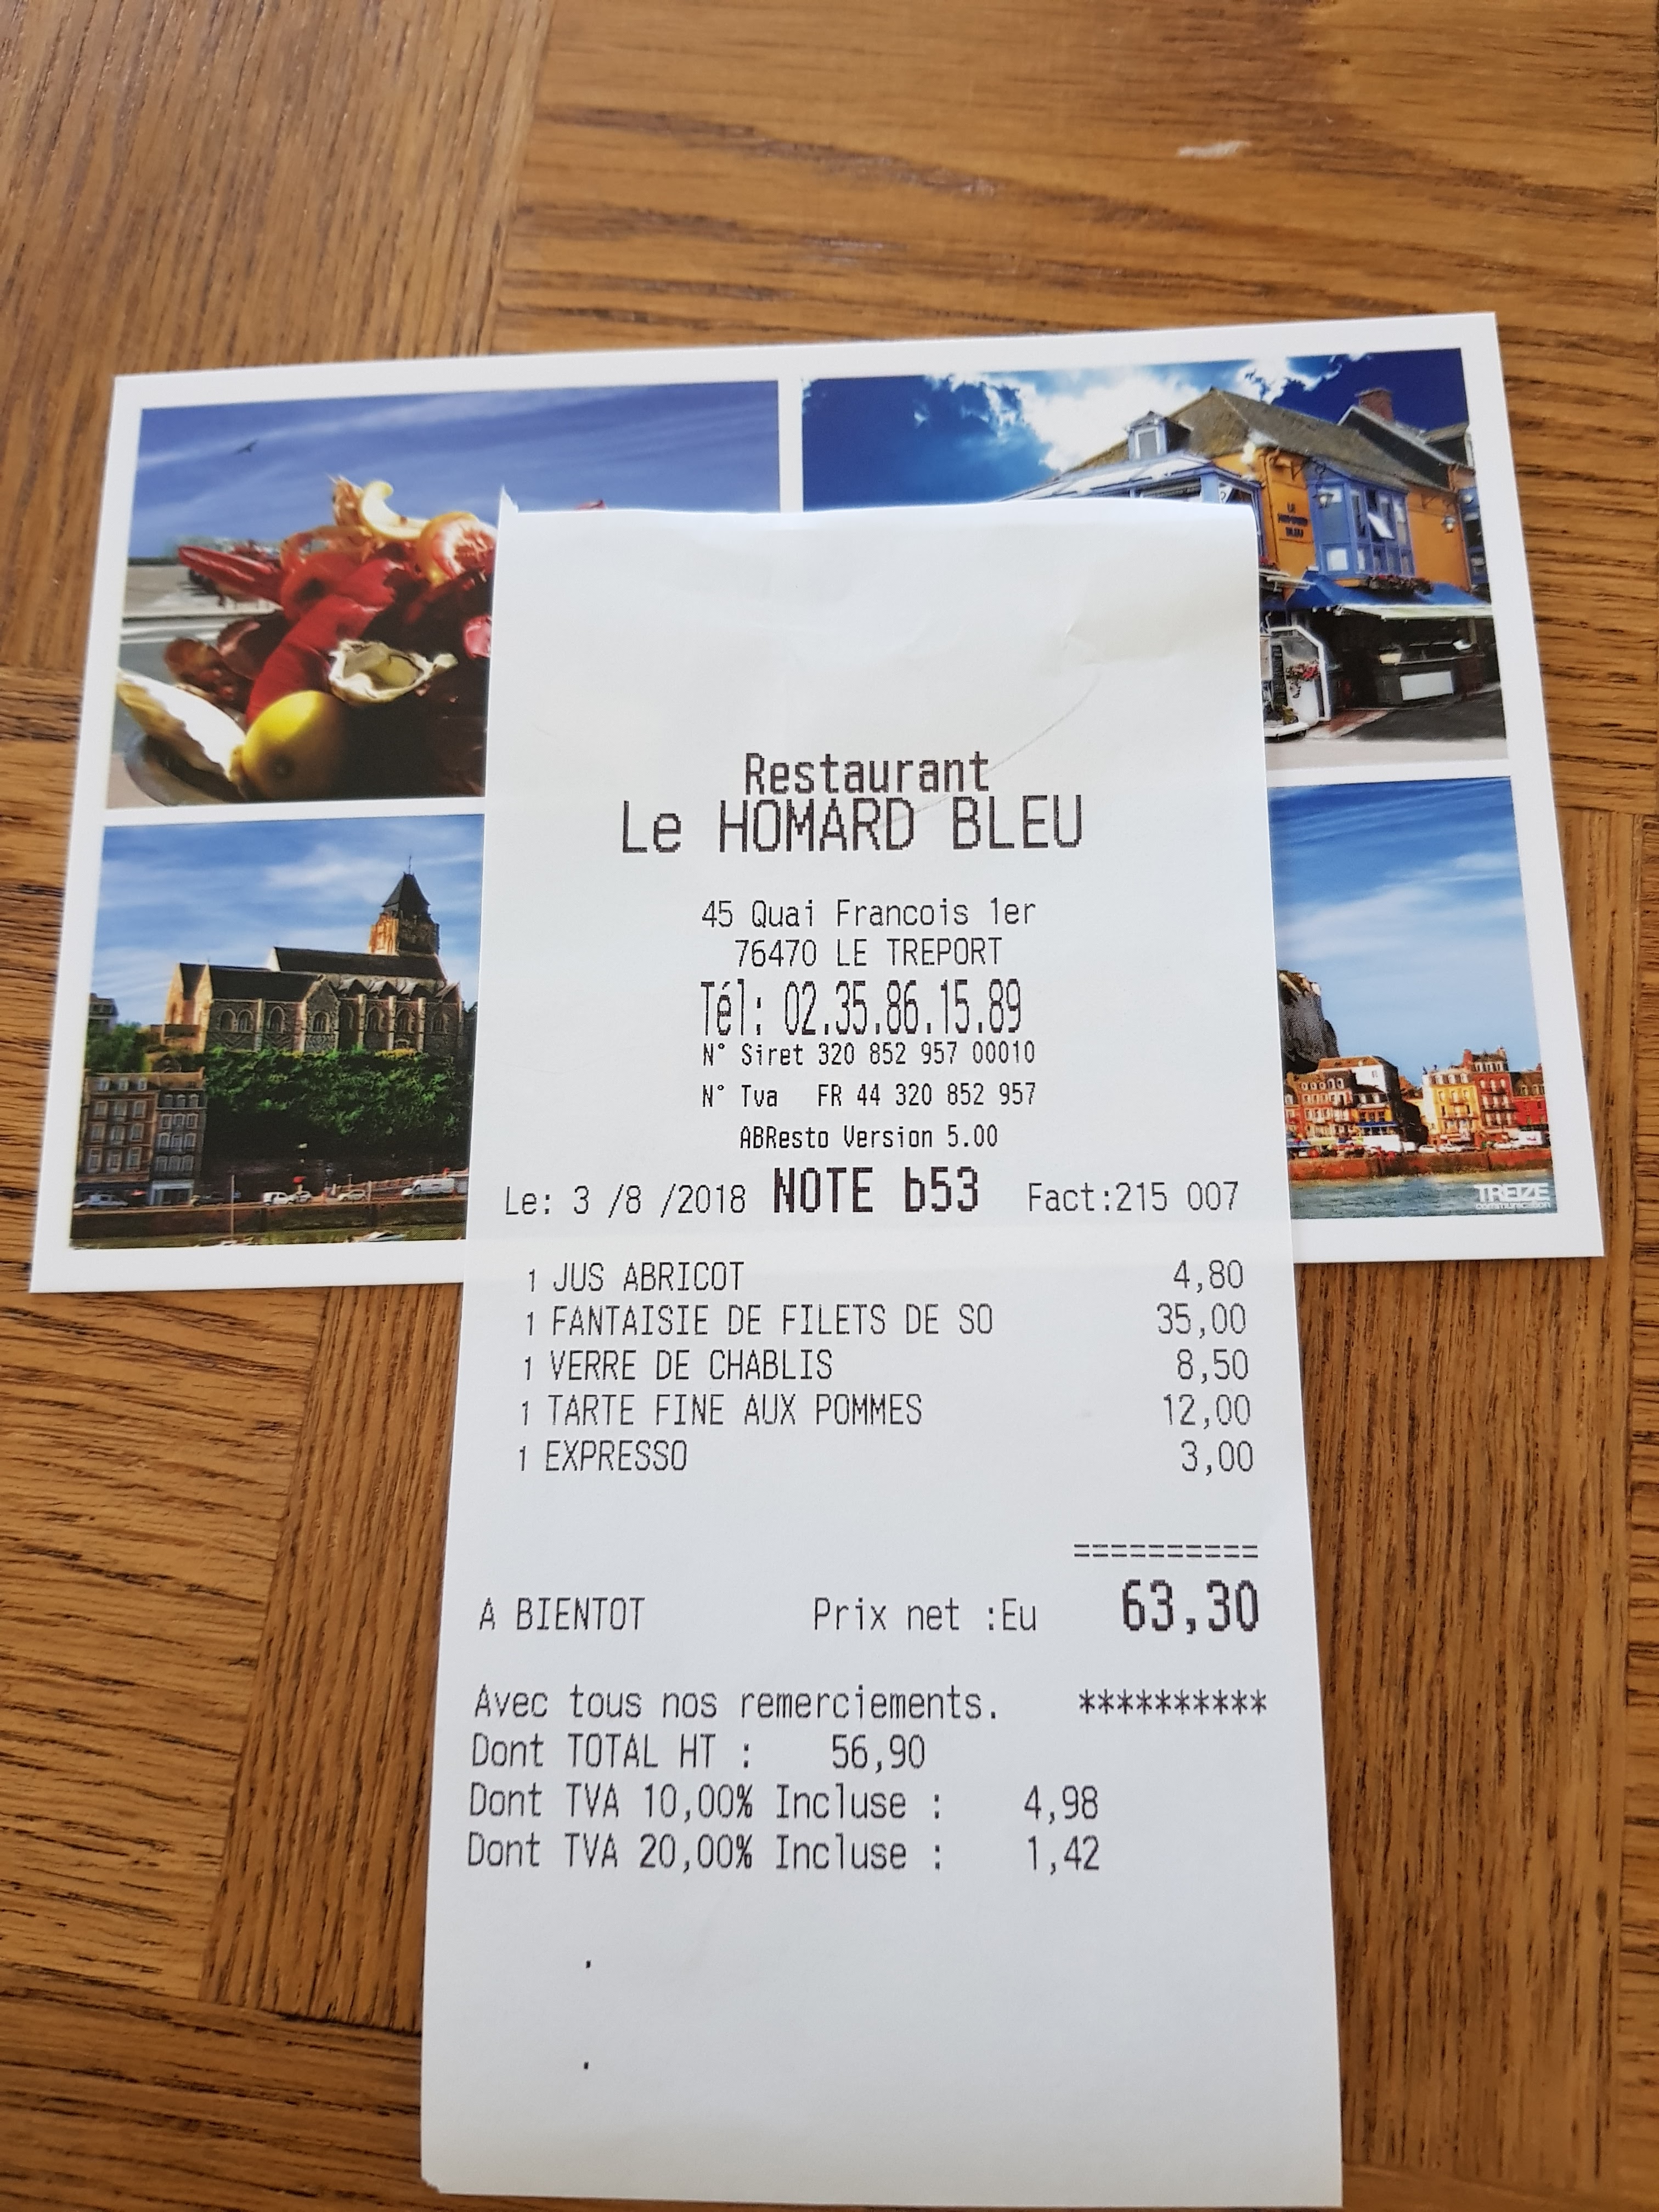 LE
HOMARD
BLEU
Restaurant
Le HOMARD BLEU
45 Quai Francois 1er
76470 LE TREPORT
Tél: 02.35.86.15.89
N° Siret 320 852 957 00010
N° Tva FR 44 320 852 957
ABResto Version 5.00
Le: 3 /8 /2018 NOTE b53 Fact:215 007
TREIZE
communication
1 JUS ABRICOT 4,80
1 FANTAISIE DE FILETS DE SO 35,00
1 VERRE DE CHABLIS 8,50
1 TARTE FINE AUX POMMES 12,00
1 EXPRESSO 3,00
==========
A BIENTOT Prix net :Eu 63,30
Avec tous nos remerciements. **********
Dont TOTAL HT : 56,90
Dont TVA 10,00% Incluse : 4,98
Dont TVA 20,00% Incluse : 1,42